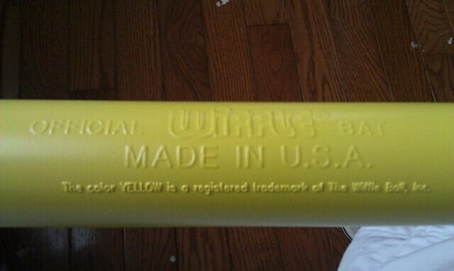 OFFICIAL WIFFLE BAT
MADE IN U.S.A.
The color YELLOW is a registered trademark of The Wiffle Ball, Inc.